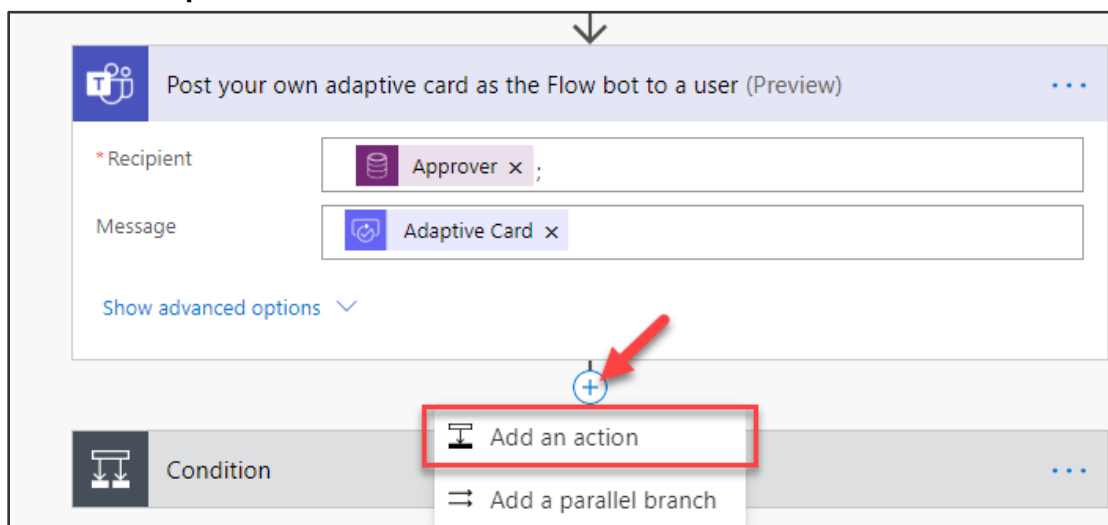 Post your own adaptive card as the Flow bot to a user (Preview)
* Recipient
Approver × ;
Message
Adaptive Card ×
Show advanced options
Add an action
Condition
Add a parallel branch